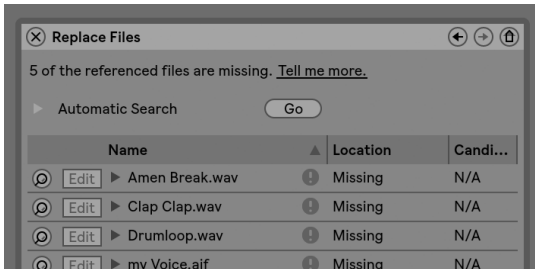 Replace Files
5 of the referenced files are missing. Tell me more.
Automatic Search Go
Name Location Candi...
Edit Amen Break.wav Missing N/A
Edit Clap Clap.wav Missing N/A
Edit Drumloop.wav Missing N/A
Edit my Voice.aif Missing N/A